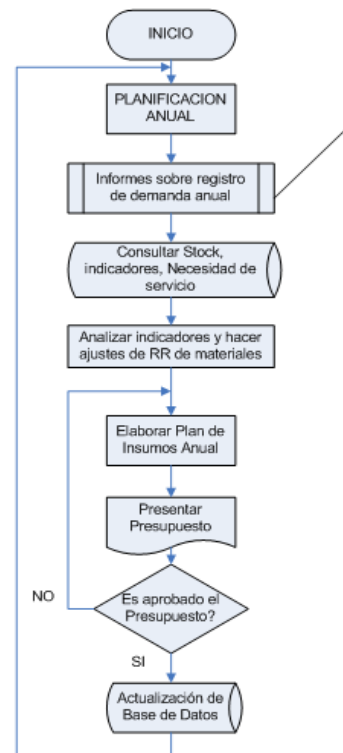 INICIO
PLANIFICACION
ANUAL
Informes sobre registro
de demanda anual
Consultar Stock,
indicadores, Necesidad de
servicio
Analizar indicadores y hacer
ajustes de RR de materiales
Elaborar Plan de
Insumos Anual
Presentar
Presupuesto
Es aprobado el
Presupuesto?
NO
SI
Actualización de
Base de Datos